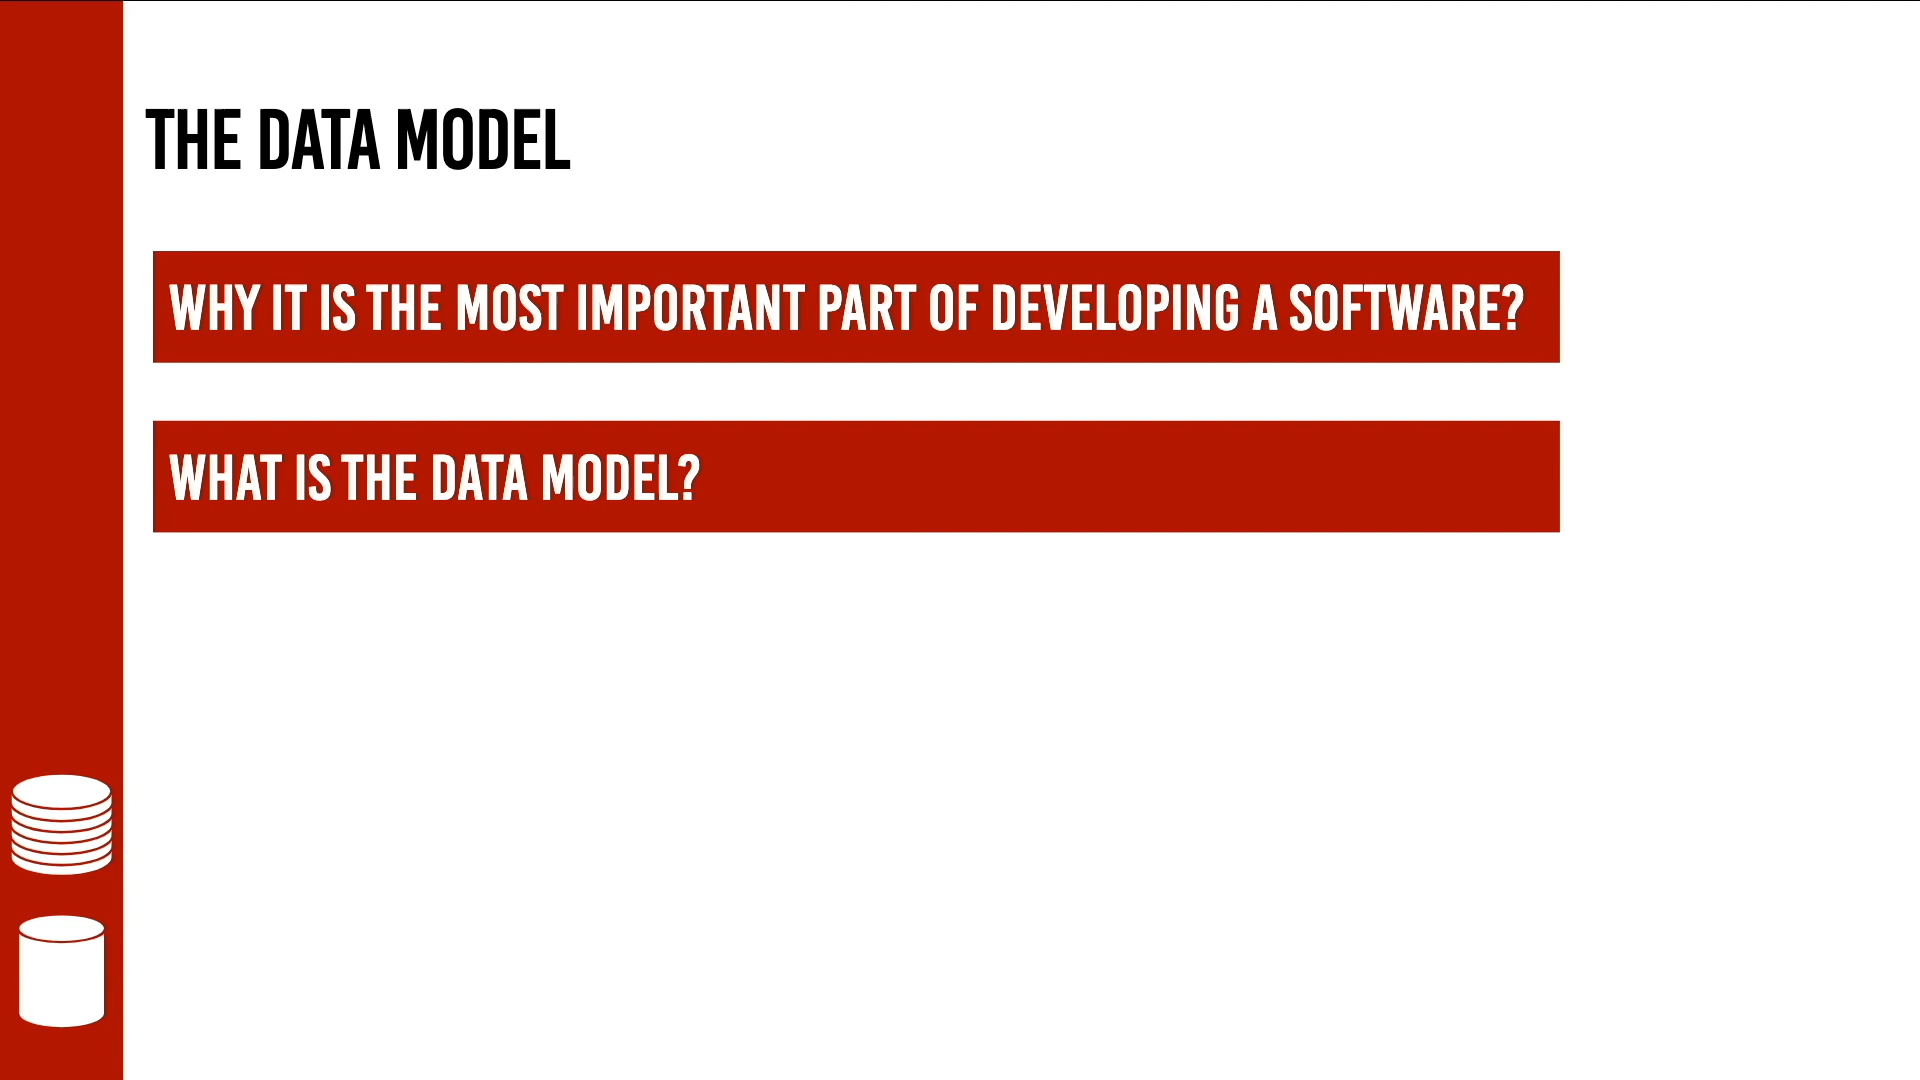 THE DATA MODEL
WHY IT IS THE MOST IMPORTANT PART OF DEVELOPING A SOFTWARE?
WHAT IS THE DATA MODEL?